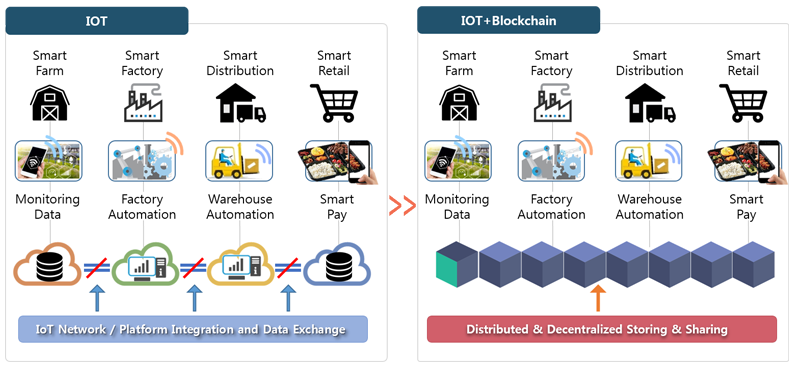 IOT
Smart Farm
Smart Factory
Smart Distribution
Smart Retail
Monitoring Data
Factory Automation
Warehouse Automation
Smart Pay
IoT Network / Platform Integration and Data Exchange
>>
IOT+Blockchain
Smart Farm
Smart Factory
Smart Distribution
Smart Retail
Monitoring Data
Factory Automation
Warehouse Automation
Smart Pay
Distributed & Decentralized Storing & Sharing